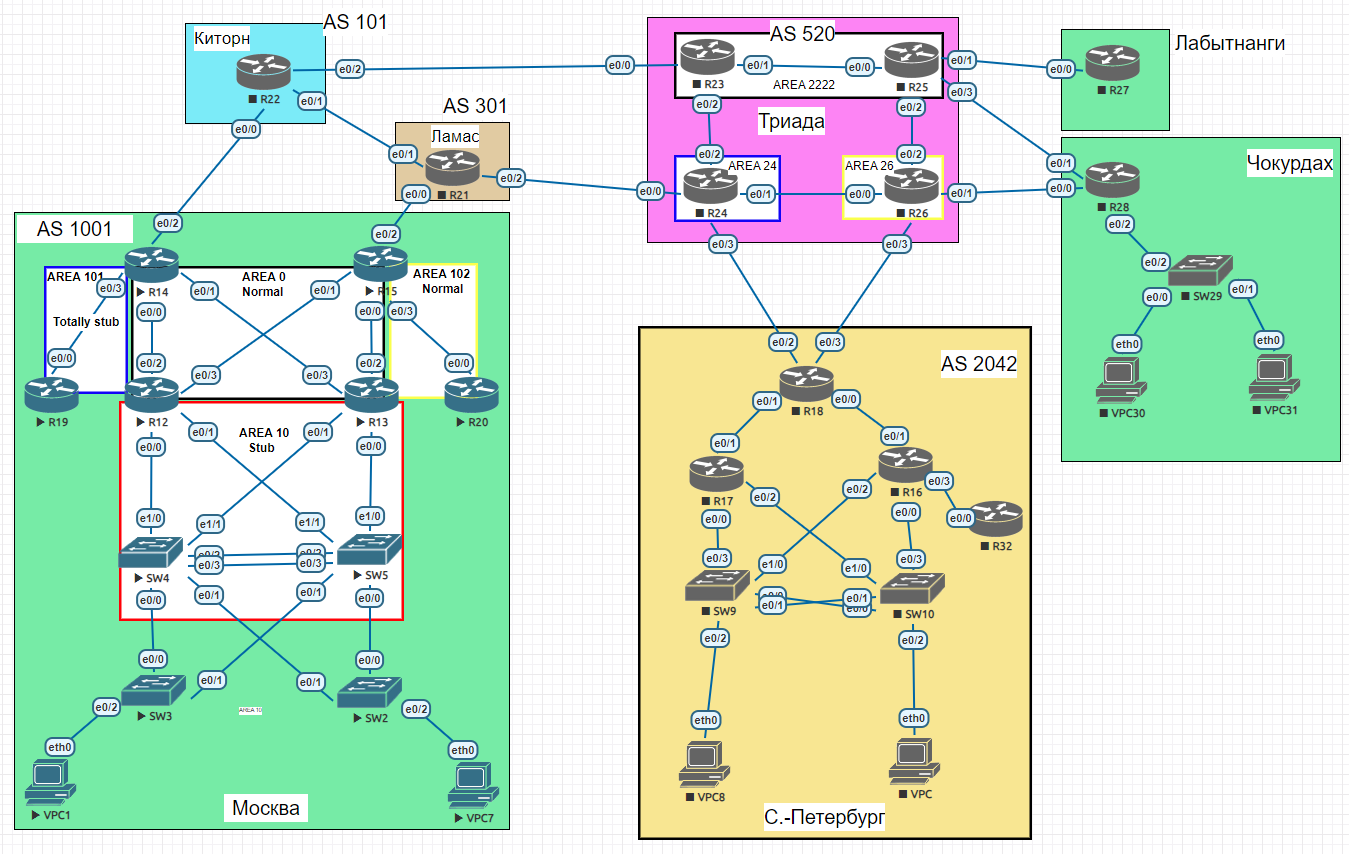 AS 101
Киторн
R22
e0/2
e0/1
e0/0
AS 301
Ламас
R21
e0/1
e0/2
e0/0
AS 520
R23
e0/0
e0/1
e0/2
AREA 2222
R25
e0/0
e0/1
e0/3
e0/2
Триада
AREA 24
R24
e0/2
e0/0
e0/1
e0/3
AREA 26
R26
e0/2
e0/0
e0/1
e0/3
Лабытнанги
e0/0
R27
Чокурдах
e0/1
e0/0
R28
e0/2
e0/2
SW29
e0/0
e0/1
eth0
eth0
VPC30
VPC31
AS 1001
e0/2
e0/2
R14
R15
AREA 101
e0/3
Totally stub
e0/0
R19
AREA 0
Normal
e0/1
e0/1
e0/0
e0/0
AREA 102
Normal
e0/3
e0/0
R20
e0/2
e0/3
e0/3
e0/2
R12
R13
e0/1
e0/1
e0/0
e0/0
AREA 10
Stub
e1/0
e1/1
e1/1
e1/0
e0/2
e0/2
e0/3
e0/3
SW4
SW5
e0/0
e0/1
e0/1
e0/0
e0/0
e0/1
e0/1
e0/0
SW3
SW2
AREA 10
e0/2
e0/2
eth0
eth0
VPC1
VPC7
Москва
AS 2042
e0/2
e0/3
R18
e0/1
e0/0
e0/1
e0/1
R17
R16
e0/2
e0/2
e0/3
e0/0
e0/0
e0/0
R32
e0/3
e1/0
e1/0
e0/3
e0/0
e0/1
e0/1
e0/0
SW9
SW10
e0/2
e0/2
eth0
eth0
VPC8
VPC
С.-Петербург